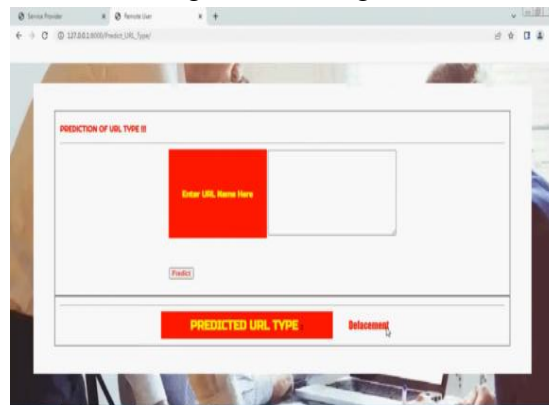 Service Provider
Remote User
127.0.0.1:8000/Predict_URL_Type/
PREDICTION OF URL TYPE !!!
Enter URL Name Here
Predict
PREDICTED URL TYPE :
Defacement